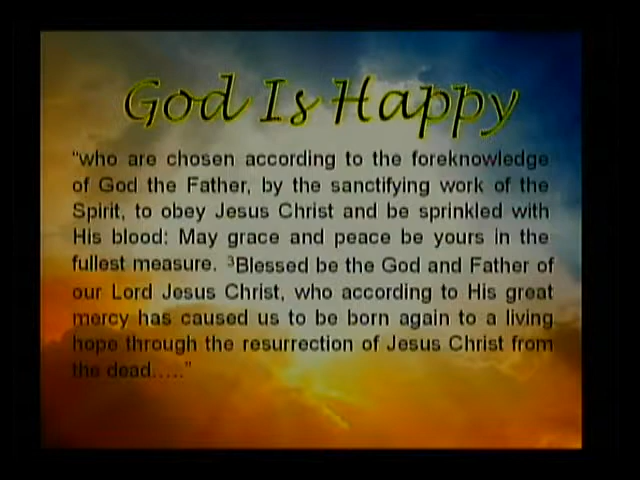 God Is Happy
"who are chosen according to the foreknowledge
of God the Father, by the sanctifying work of the
Spirit, to obey Jesus Christ and be sprinkled with
His blood: May grace and peace be yours in the
fullest measure. ³Blessed be the God and Father of
our Lord Jesus Christ, who according to His great
mercy has caused us to be born again to a living
hope through the resurrection of Jesus Christ from
the dead....."